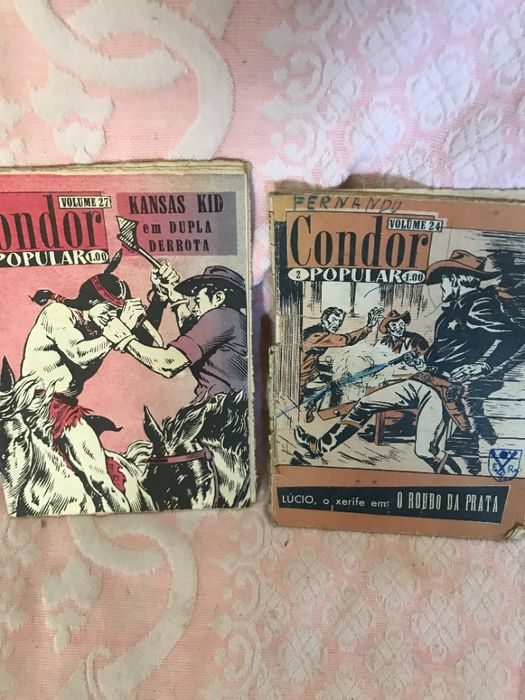 VOLUME 27
ondor
POPULAR 1.00
KANSAS KID
em DUPLA
DERROTA
FERNANDO
VOLUME 24
Condor
2 POPULAR 1.00
LÚCIO, o xerife em: O ROUBO DA PRATA